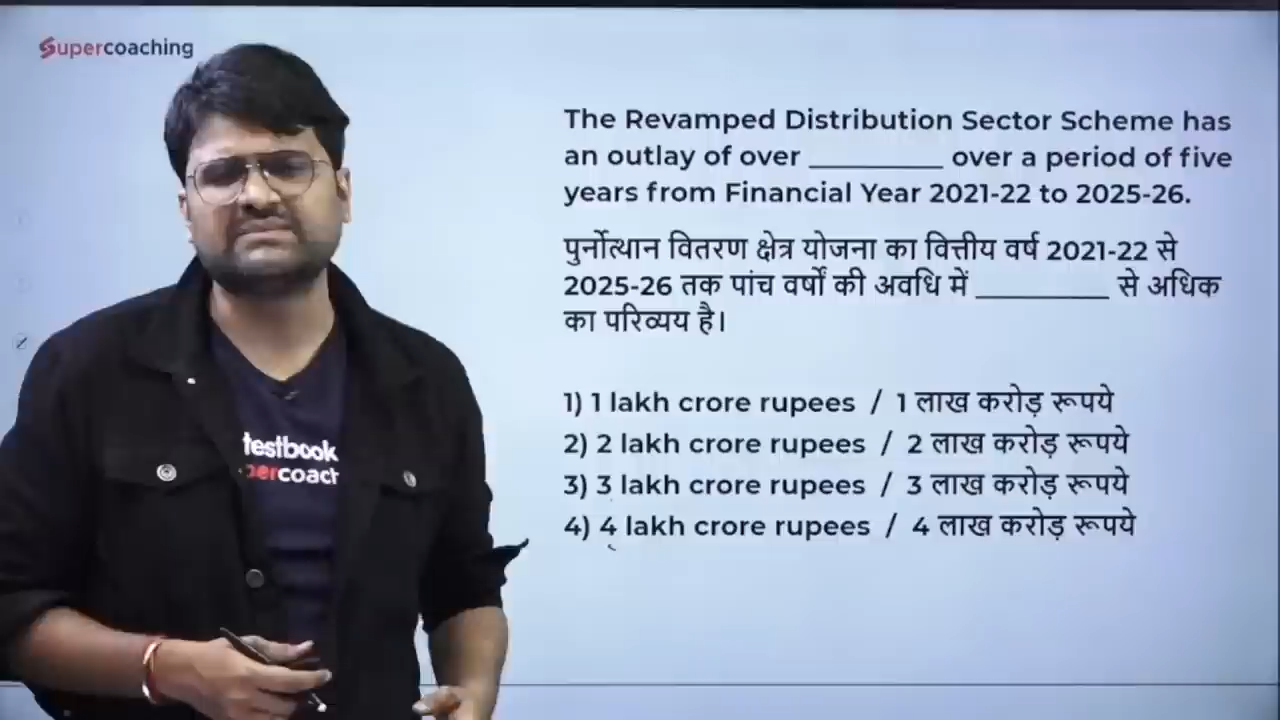 Supercoaching
The Revamped Distribution Sector Scheme has
an outlay of over __________ over a period of five
years from Financial Year 2021-22 to 2025-26.
पुर्नोत्थान वितरण क्षेत्र योजना का वित्तीय वर्ष 2021-22 से
2025-26 तक पांच वर्षों की अवधि में __________ से अधिक
का परिव्यय है।
1) 1 lakh crore rupees / 1 लाख करोड़ रूपये
2) 2 lakh crore rupees / 2 लाख करोड़ रूपये
3) 3 lakh crore rupees / 3 लाख करोड़ रूपये
4) 4 lakh crore rupees / 4 लाख करोड़ रूपये
testbook
percoach